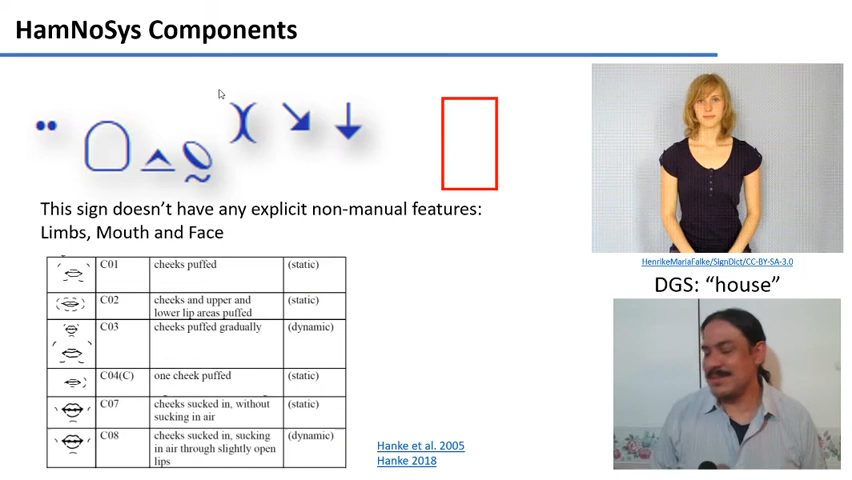 HamNoSys Components
This sign doesn't have any explicit non-manual features:
Limbs, Mouth and Face
C01 cheeks puffed (static)
C02 cheeks and upper and (static)
lower lip areas puffed
C03 cheeks puffed gradually (dynamic)
C04(C) one cheek puffed (static)
C07 cheeks sucked in, without (static)
sucking in air
C08 cheeks sucked in, sucking (dynamic)
in air through slightly open
lips
Hanke et al. 2005
Hanke 2018
HenrikeMariaFalke/SignDict/CC-BY-SA-3.0
DGS: “house”